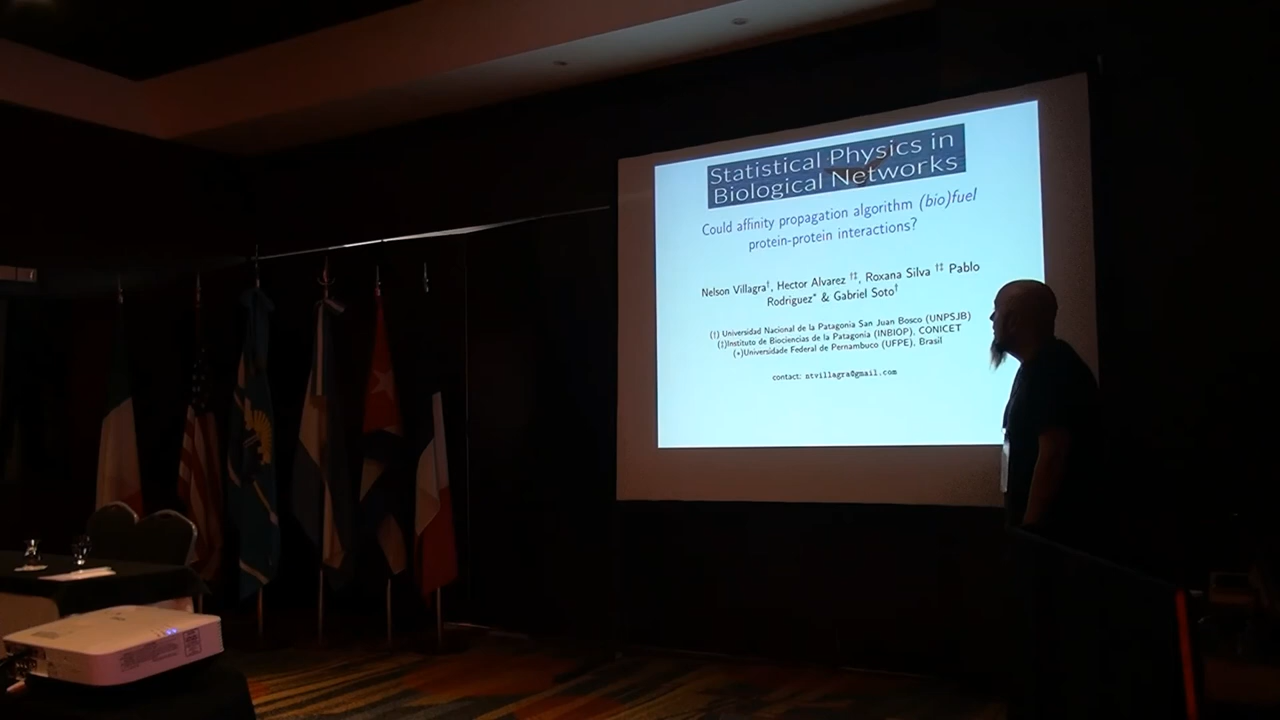 Statistical Physics in
Biological Networks
Could affinity propagation algorithm (bio)fuel
protein-protein interactions?
Nelson Villagra†, Hector Alvarez †‡, Roxana Silva †‡ Pablo
Rodriguez* & Gabriel Soto†
(†) Universidad Nacional de la Patagonia San Juan Bosco (UNPSJB)
(‡)Instituto de Biociencias de la Patagonia (INBIOP), CONICET
(*)Universidade Federal de Pernambuco (UFPE), Brasil
contact: ntvillagra@gmail.com